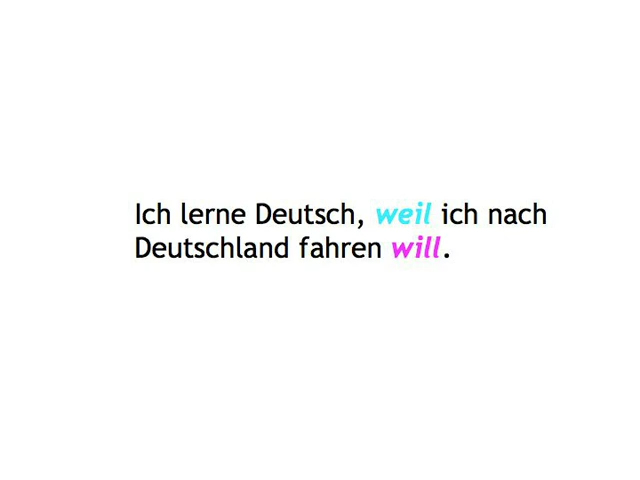 Ich lerne Deutsch, weil ich nach
Deutschland fahren will.